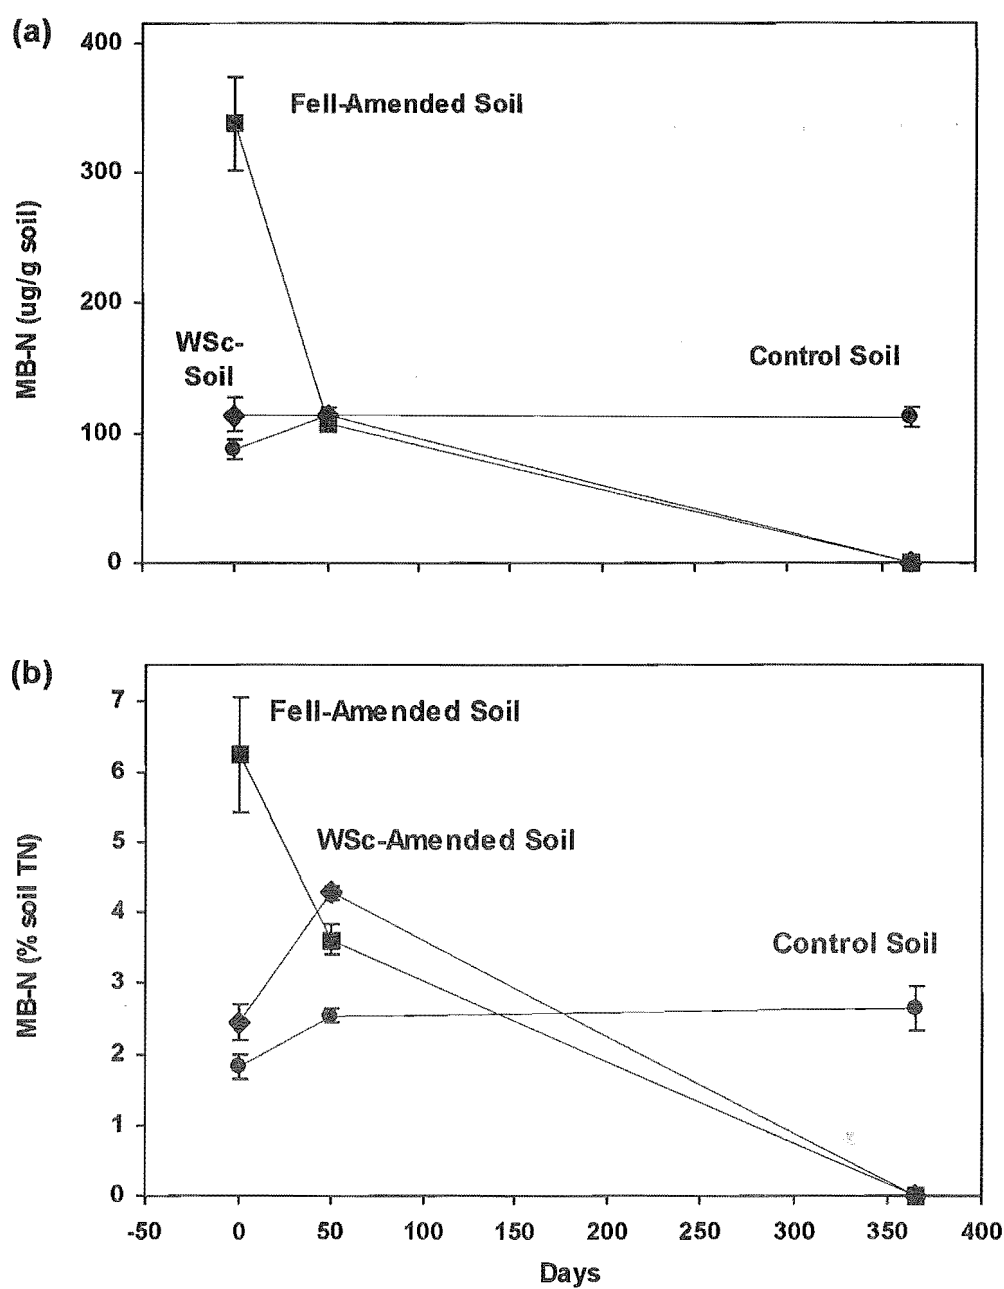 (a)
400
Fell-Amended Soil
300
MB-N (ug/g soil)
200
WSc-
Soil
Control Soil
100
0
(b)
7
Fell-Amended Soil
6
WSc-Amended Soil
5
MB-N (% soil TN)
4
Control Soil
3
2
1
0
-50 0 50 100 150 200 250 300 350 400
Days